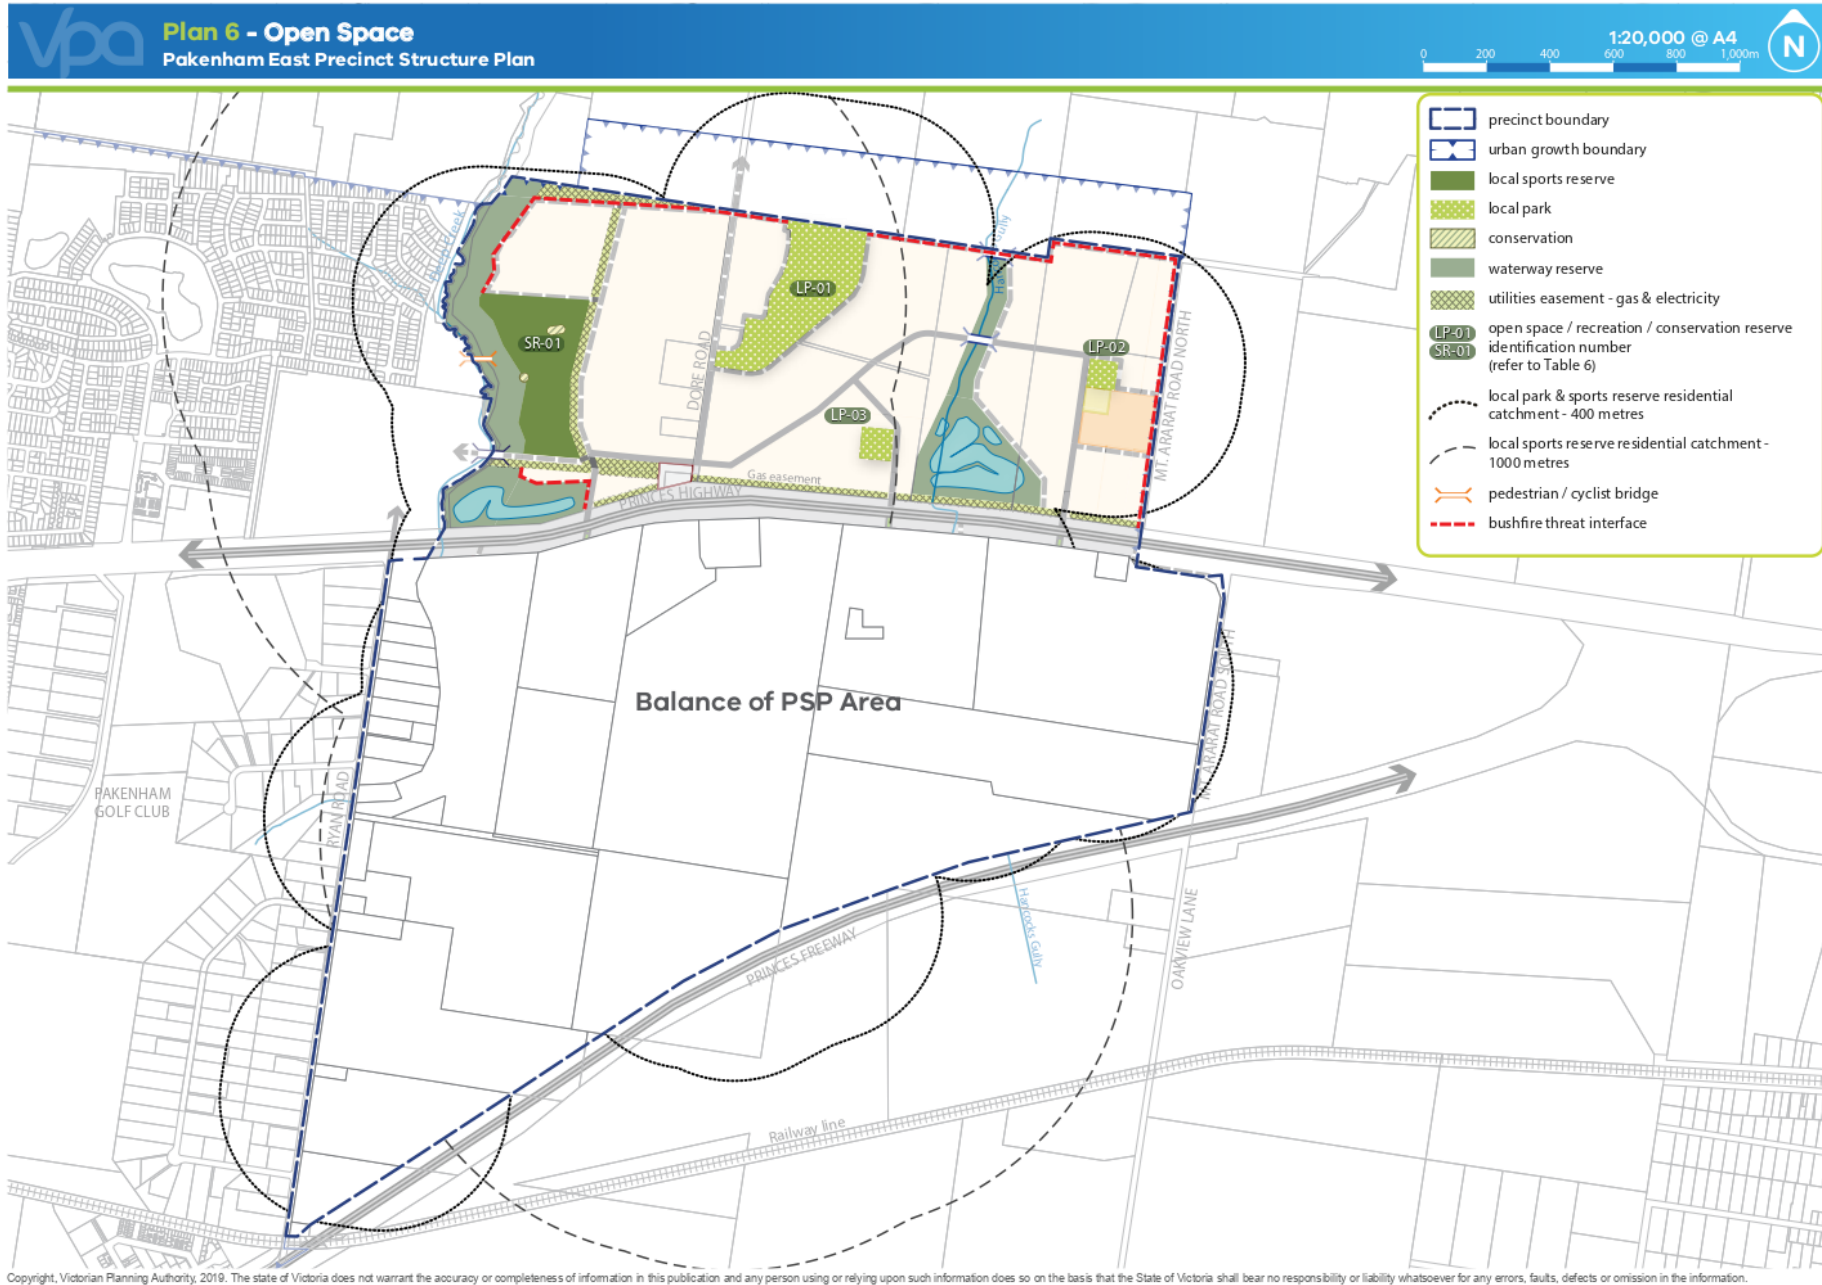 vpa
Plan 6 - Open Space
Pakenham East Precinct Structure Plan
1:20,000 @ A4
0 200 400 600 800 1,000m
N
precinct boundary
urban growth boundary
local sports reserve
local park
conservation
waterway reserve
utilities easement - gas & electricity
LP-01
SR-01
open space / recreation / conservation reserve
identification number
(refer to Table 6)
local park & sports reserve residential
catchment - 400 metres
local sports reserve residential catchment -
1000 metres
pedestrian / cyclist bridge
bushfire threat interface
Creek
Gully
LP-01
SR-01
DORE ROAD
LP-02
LP-03
MT. ARARAT ROAD NORTH
Gas easement
PRINCES HIGHWAY
Balance of PSP Area
MT. ARARAT ROAD SOUTH
PAKENHAM
GOLF CLUB
RYAN ROAD
PRINCES FREEWAY
Hancocks Gully
OAKVIEW LANE
Railway line
Copyright, Victorian Planning Authority, 2019. The state of Victoria does not warrant the accuracy or completeness of information in this publication and any person using or relying upon such information does so on the basis that the State of Victoria shall bear no responsibility or liability whatsoever for any errors, faults, defects or omission in the information.